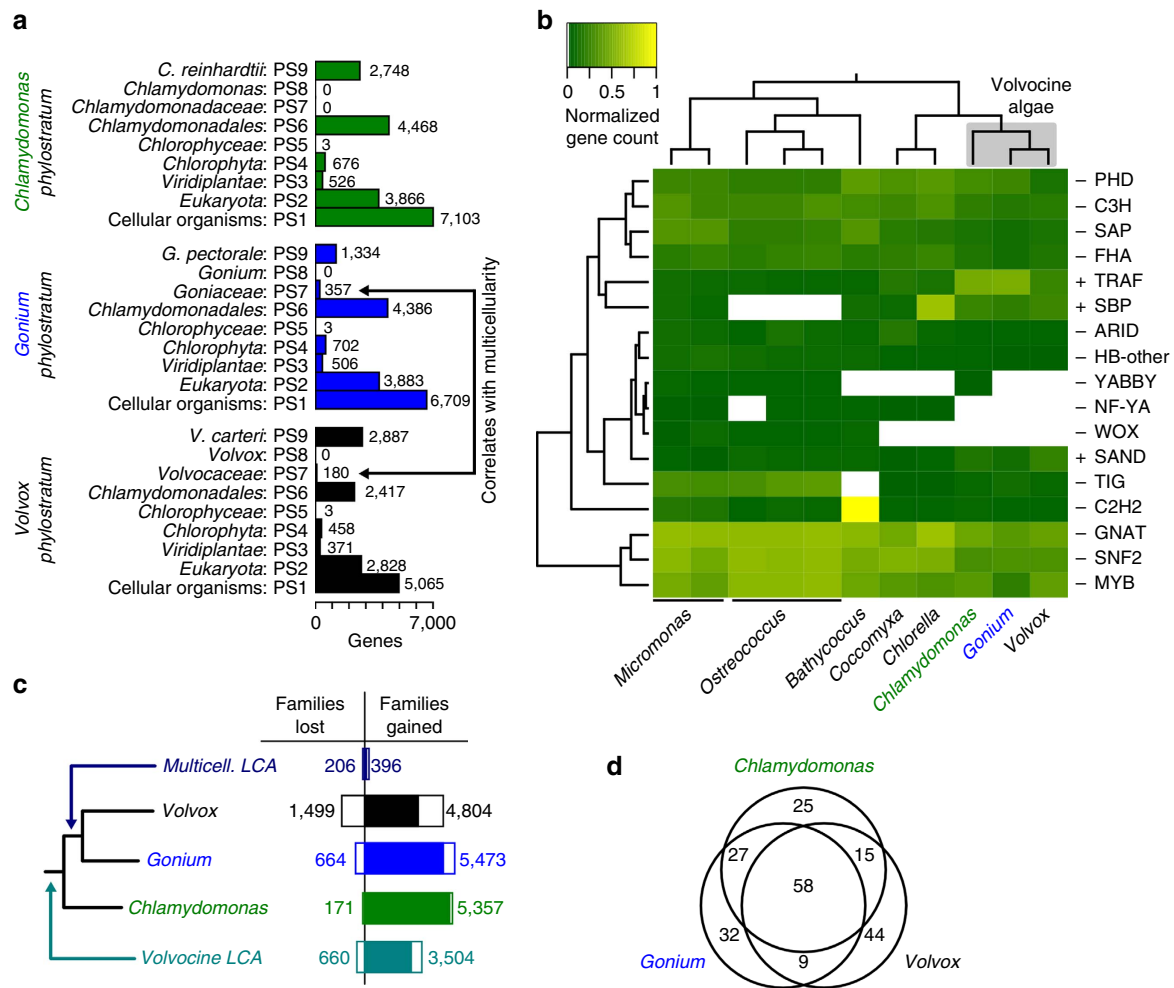 a
Chlamydomonas
phylostratum
C. reinhardtii: PS9 2,748
Chlamydomonas: PS8 0
Chlamydomonadaceae: PS7 0
Chlamydomonadales: PS6 4,468
Chlorophyceae: PS5 3
Chlorophyta: PS4 676
Viridiplantae: PS3 526
Eukaryota: PS2 3,866
Cellular organisms: PS1 7,103
Gonium
phylostratum
G. pectorale: PS9 1,334
Gonium: PS8 0
Goniaceae: PS7 357
Chlamydomonadales: PS6 4,386
Chlorophyceae: PS5 3
Chlorophyta: PS4 702
Viridiplantae: PS3 506
Eukaryota: PS2 3,883
Cellular organisms: PS1 6,709
Volvox
phylostratum
V. carteri: PS9 2,887
Volvox: PS8 0
Volvocaceae: PS7 180
Chlamydomonadales: PS6 2,417
Chlorophyceae: PS5 3
Chlorophyta: PS4 458
Viridiplantae: PS3 371
Eukaryota: PS2 2,828
Cellular organisms: PS1 5,065
0 7,000
Genes
Correlates with multicellularity
b
0 0.5 1
Normalized
gene count
Volvocine
algae
– PHD
– C3H
– SAP
– FHA
+ TRAF
+ SBP
– ARID
– HB-other
– YABBY
– NF-YA
– WOX
+ SAND
– TIG
– C2H2
– GNAT
– SNF2
– MYB
Micromonas
Ostreococcus
Bathycoccus
Coccomyxa
Chlorella
Chlamydomonas
Gonium
Volvox
c
Families
lost
Families
gained
Multicell. LCA 206 396
Volvox 1,499 4,804
Gonium 664 5,473
Chlamydomonas 171 5,357
Volvocine LCA 660 3,504
d
Chlamydomonas
25
27 15
58
32 44
9
Gonium Volvox